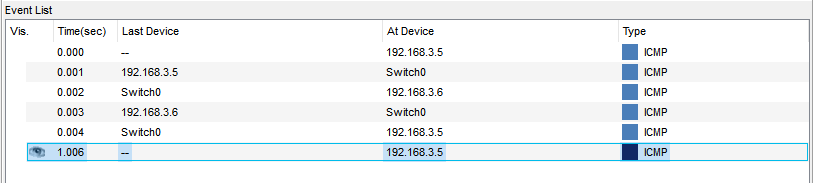 Event List
Vis. Time(sec) Last Device At Device Type
0.000 -- 192.168.3.5 ICMP
0.001 192.168.3.5 Switch0 ICMP
0.002 Switch0 192.168.3.6 ICMP
0.003 192.168.3.6 Switch0 ICMP
0.004 Switch0 192.168.3.5 ICMP
1.006 -- 192.168.3.5 ICMP